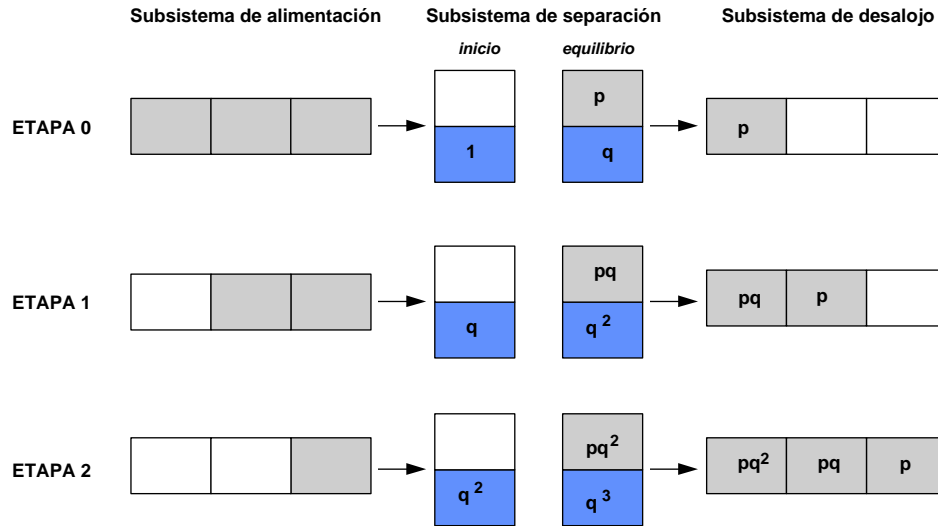 Subsistema de alimentación Subsistema de separación Subsistema de desalojo
inicio equilibrio
p
ETAPA 0 p
1 q
pq
ETAPA 1 pq p
q q²
pq²
ETAPA 2 pq² pq p
q² q³